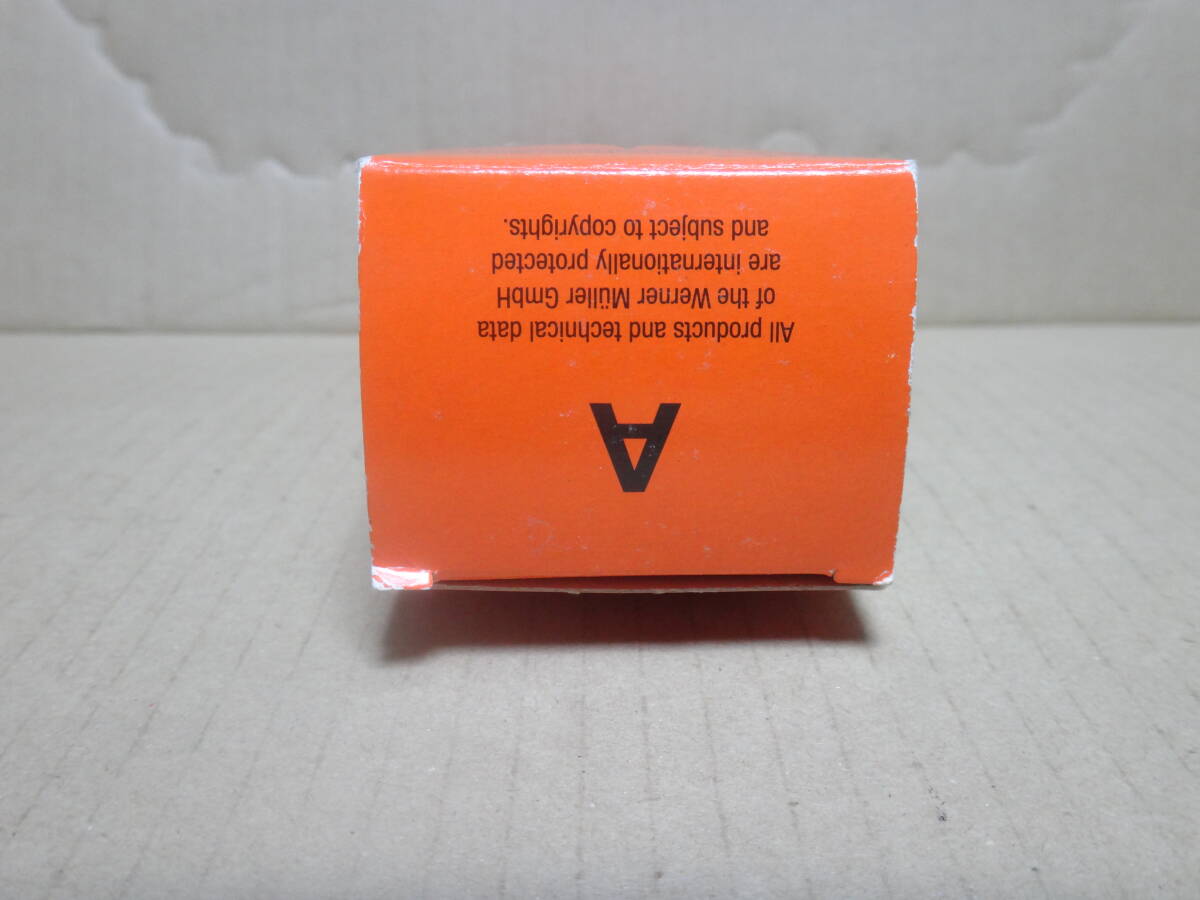 A
All products and technical data
of the Werner Müller GmbH
are internationally protected
and subject to copyrights.